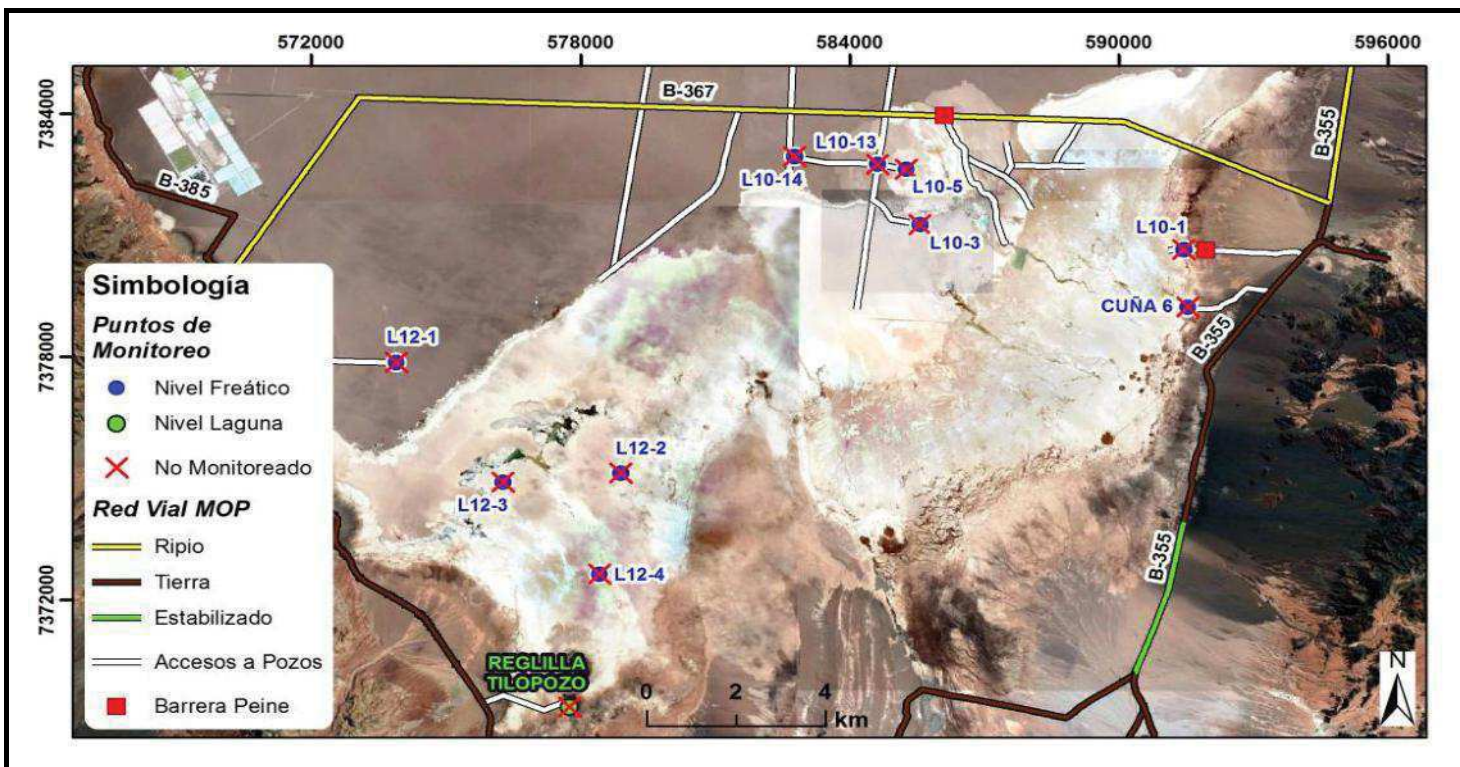 572000
578000
584000
590000
596000
7384000
7378000
7372000
B-367
B-385
B-355
L10-13
L10-14
L10-5
L10-3
L10-1
CUÑA 6
B-355
L12-1
L12-2
L12-3
L12-4
B-355
REGLILLA
TILOPOZO
Simbología
Puntos de
Monitoreo
Nivel Freático
Nivel Laguna
No Monitoreado
Red Vial MOP
Ripio
Tierra
Estabilizado
Accesos a Pozos
Barrera Peine
0 2 4
km
N